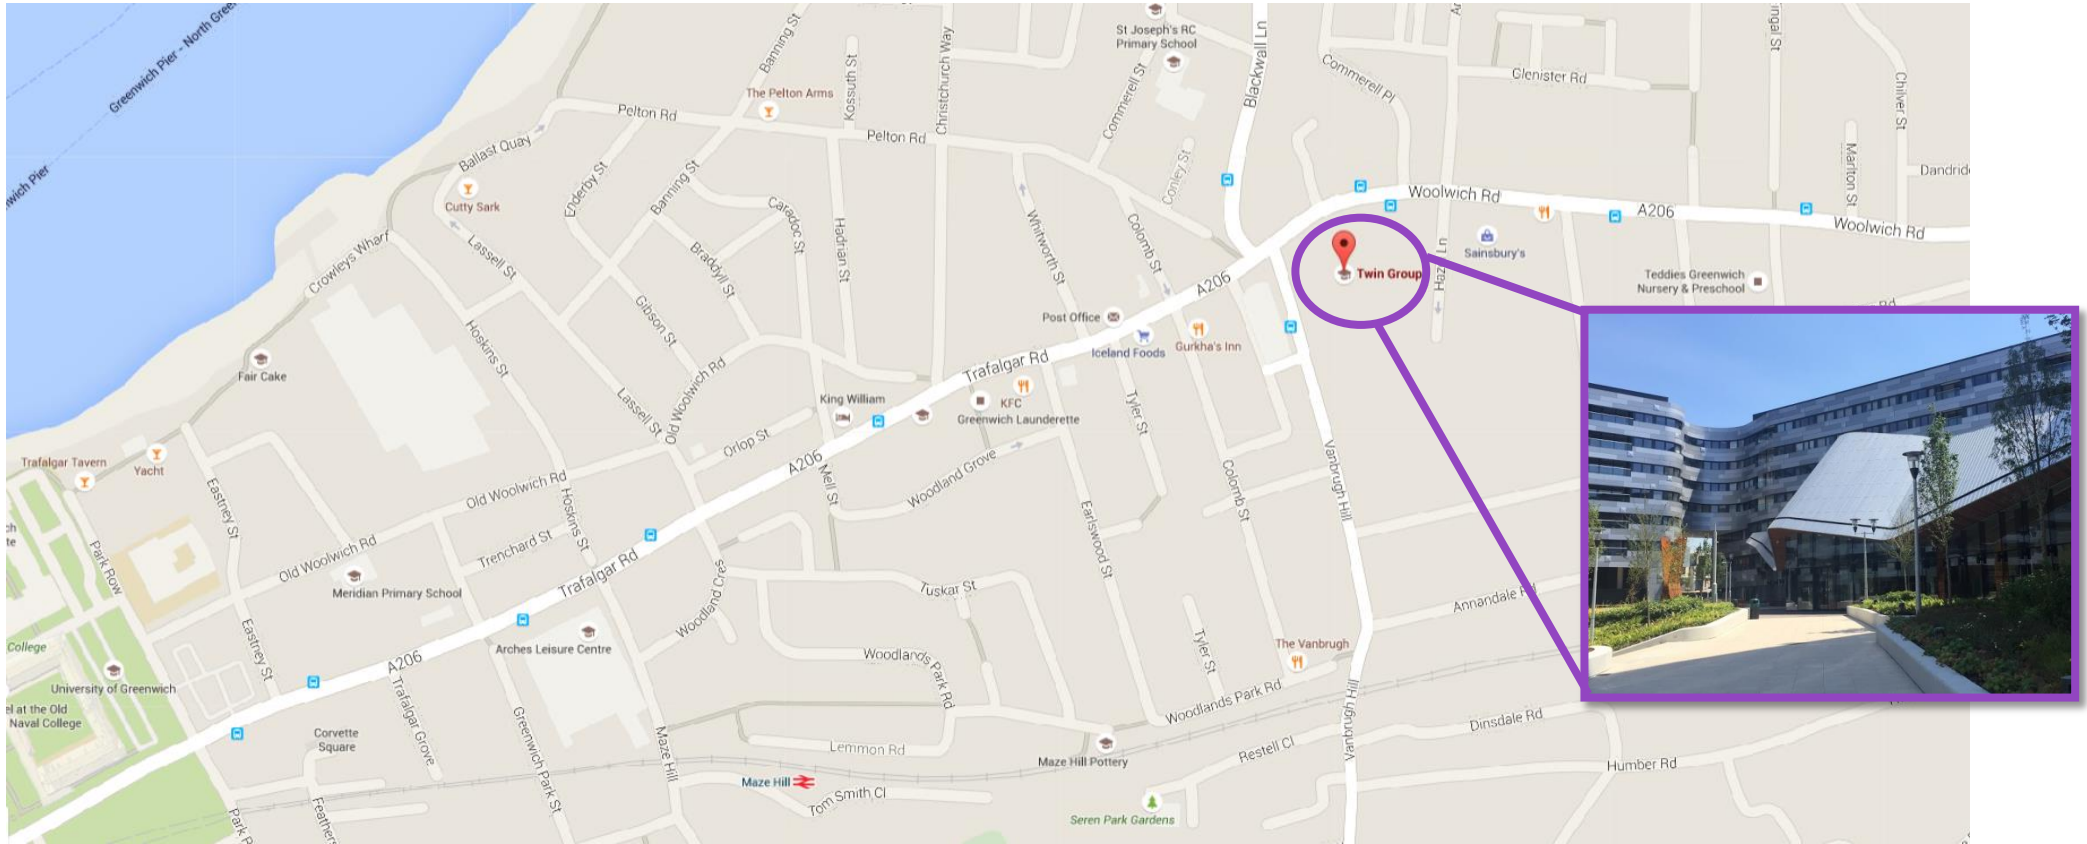 Greenwich Pier - North Gree
wich Pier
Banning St
Kossuth St
Christchurch Way
St Joseph's RC
Primary School
Blackwall Ln
Commerell St
Commerell Pl
Glenister Rd
Chilver St
The Pelton Arms
Pelton Rd
Pelton Rd
Ballast Quay
Cutty Sark
Enderby St
Banning St
Caradoc St
Hadrian St
Whitworth St
Conley St
Colomb St
Woolwich Rd
A206
Woolwich Rd
Marlton St
Dandrid
Sainsbury's
Teddies Greenwich
Nursery & Preschool
Rd
Twin Group
Crowleys Wharf
Lassell St
Braddyll St
Gibson St
A206
Post Office
Iceland Foods
Gurkha's Inn
Trafalgar Rd
Fair Cake
Hoskins St
Lassell St
Old Woolwich Rd
King William
KFC
Greenwich Launderette
Tyler St
Orlop St
A206
Mell St
Woodland Grove
Vanbrugh Hill
Colomb St
Trafalgar Tavern
Yacht
Eastney St
Old Woolwich Rd
Hoskins St
Earlswood St
Park Row
Old Woolwich Rd
Trenchard St
Trafalgar Rd
Meridian Primary School
Woodland Cres
Tuskar St
Annandale Rd
College
Eastney St
Arches Leisure Centre
Woodlands Park Rd
Tyler St
The Vanbrugh
University of Greenwich
A206
Trafalgar Grove
el at the Old
Naval College
Corvette
Square
Greenwich Park St
Maze Hill
Lemmon Rd
Maze Hill Pottery
Woodlands Park Rd
Restell Cl
Vanbrugh Hill
Dinsdale Rd
Humber Rd
Maze Hill
Tom Smith Cl
Seren Park Gardens
Feathers
Park R